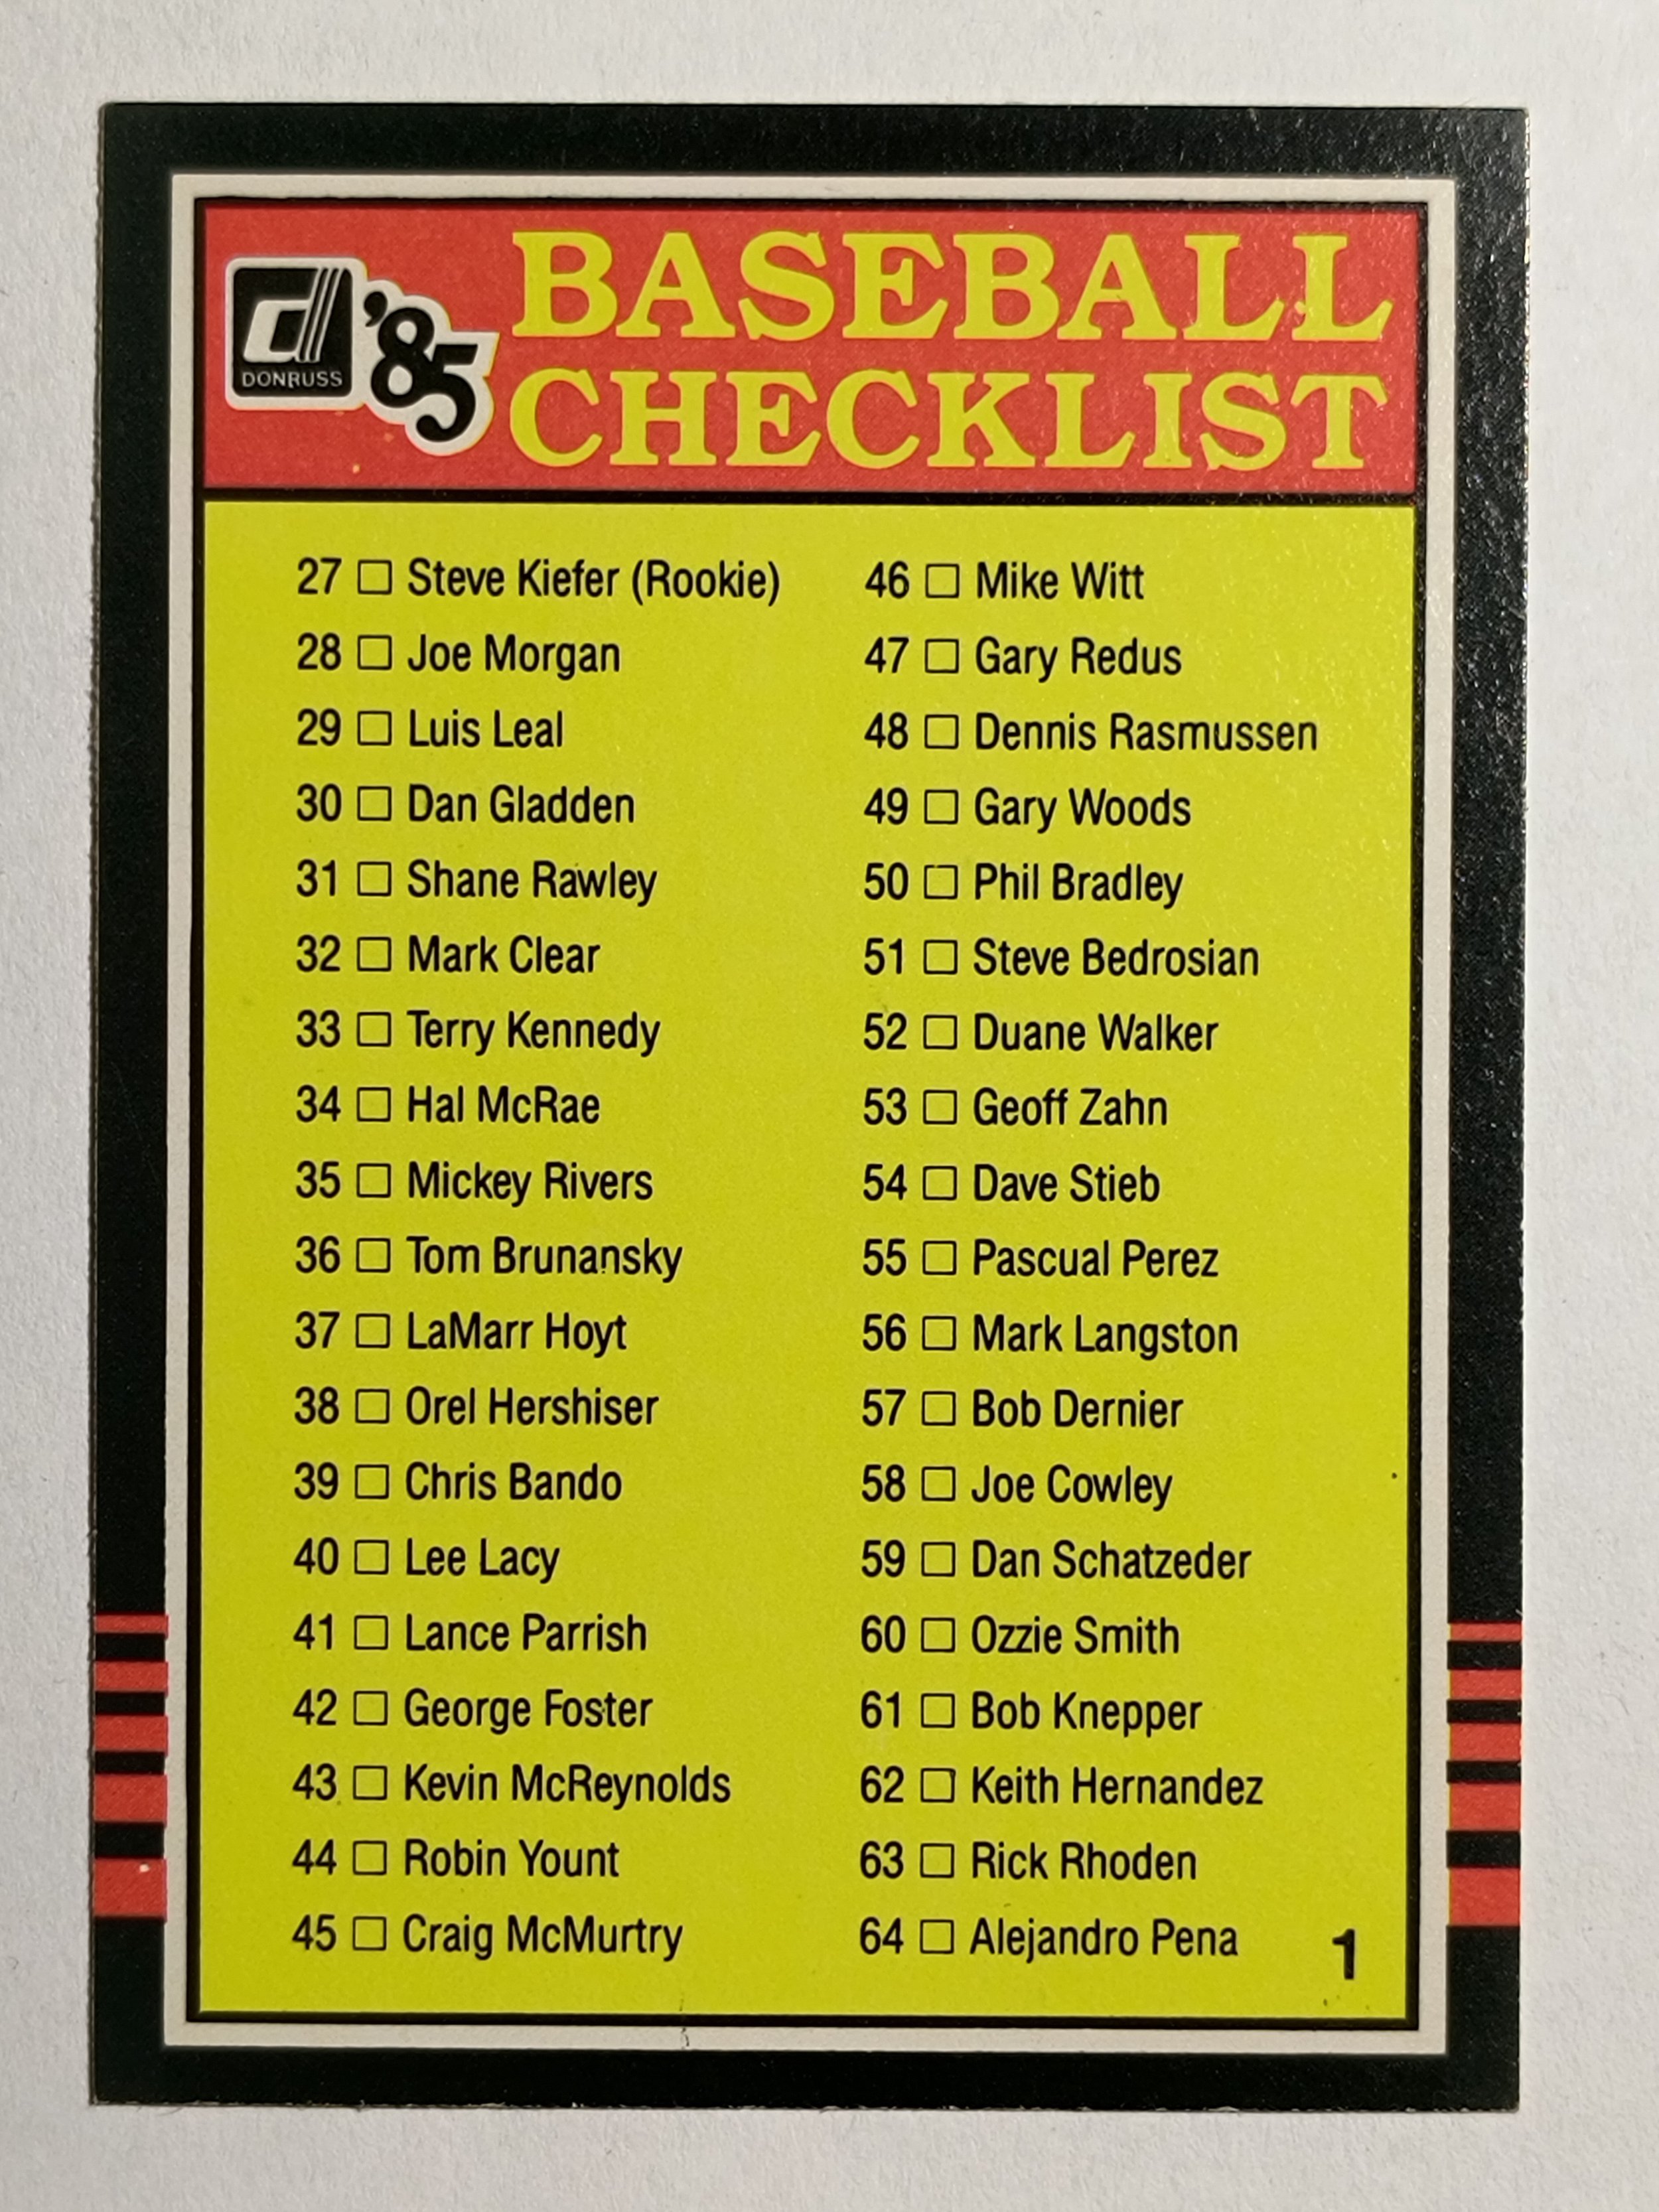 DONRUSS
'85
BASEBALL
CHECKLIST
27 ☐ Steve Kiefer (Rookie)
28 ☐ Joe Morgan
29 ☐ Luis Leal
30 ☐ Dan Gladden
31 ☐ Shane Rawley
32 ☐ Mark Clear
33 ☐ Terry Kennedy
34 ☐ Hal McRae
35 ☐ Mickey Rivers
36 ☐ Tom Brunansky
37 ☐ LaMarr Hoyt
38 ☐ Orel Hershiser
39 ☐ Chris Bando
40 ☐ Lee Lacy
41 ☐ Lance Parrish
42 ☐ George Foster
43 ☐ Kevin McReynolds
44 ☐ Robin Yount
45 ☐ Craig McMurtry
46 ☐ Mike Witt
47 ☐ Gary Redus
48 ☐ Dennis Rasmussen
49 ☐ Gary Woods
50 ☐ Phil Bradley
51 ☐ Steve Bedrosian
52 ☐ Duane Walker
53 ☐ Geoff Zahn
54 ☐ Dave Stieb
55 ☐ Pascual Perez
56 ☐ Mark Langston
57 ☐ Bob Dernier
58 ☐ Joe Cowley
59 ☐ Dan Schatzeder
60 ☐ Ozzie Smith
61 ☐ Bob Knepper
62 ☐ Keith Hernandez
63 ☐ Rick Rhoden
64 ☐ Alejandro Pena
1